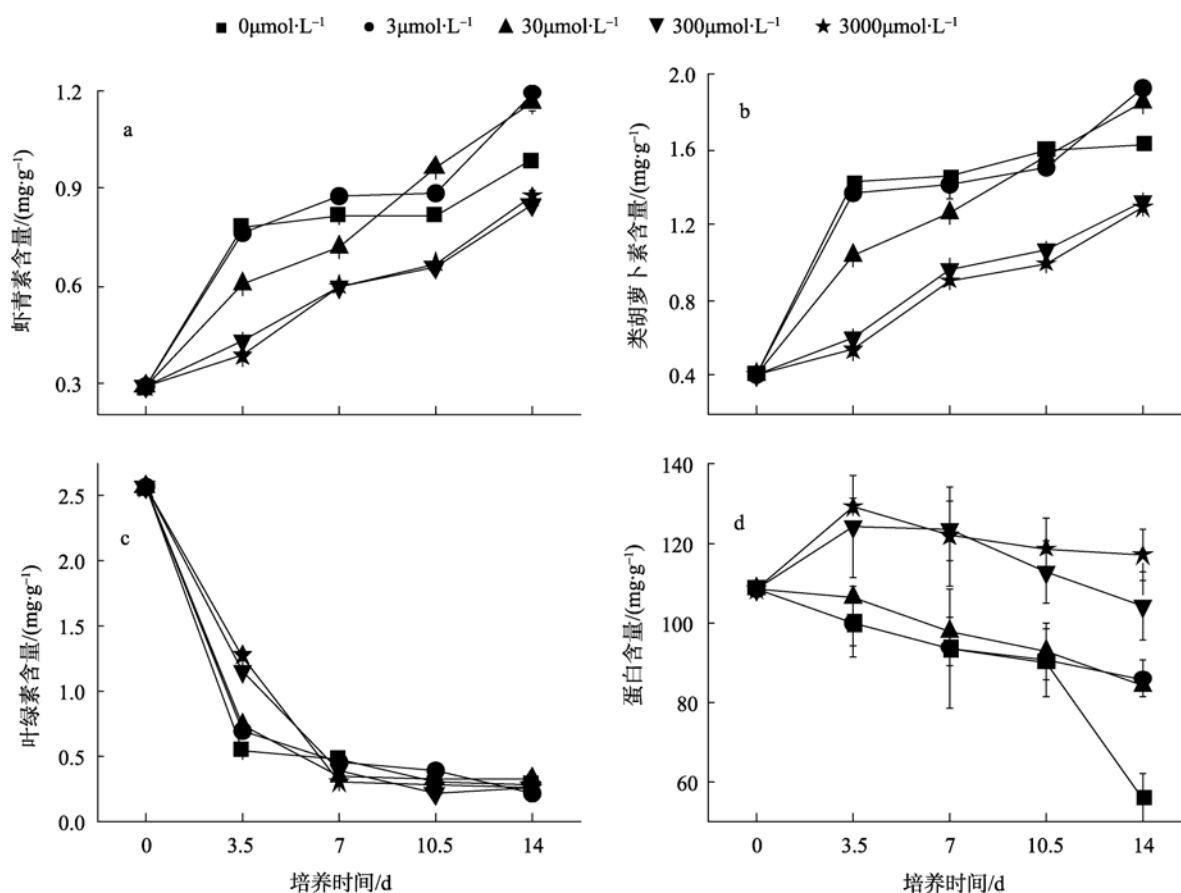 0μmol·L⁻¹ 3μmol·L⁻¹ 30μmol·L⁻¹ 300μmol·L⁻¹ 3000μmol·L⁻¹
a
虾青素含量/(mg·g⁻¹)
1.2
0.9
0.6
0.3
b
类胡萝卜素含量/(mg·g⁻¹)
2.0
1.6
1.2
0.8
0.4
c
叶绿素含量/(mg·g⁻¹)
2.5
2.0
1.5
1.0
0.5
0.0
0 3.5 7 10.5 14
培养时间/d
d
蛋白含量/(mg·g⁻¹)
140
120
100
80
60
0 3.5 7 10.5 14
培养时间/d